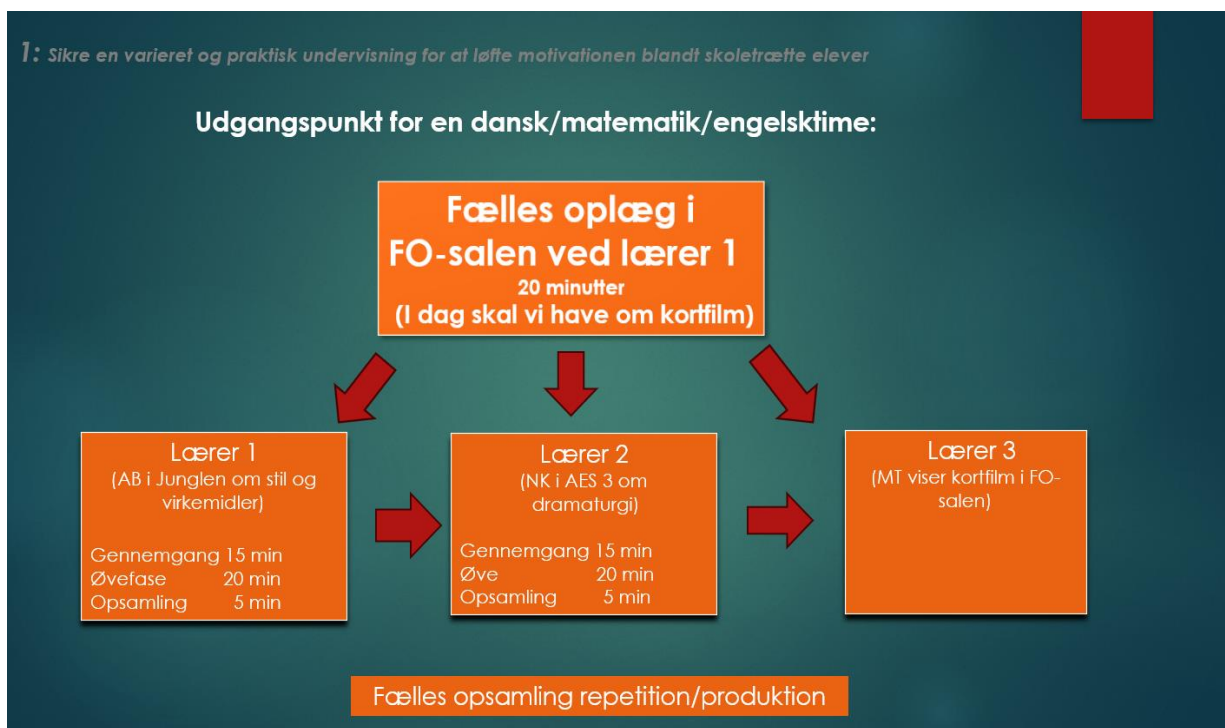 1: Sikre en varieret og praktisk undervisning for at løfte motivationen blandt skoletrætte elever
Udgangspunkt for en dansk/matematik/engelsktime:
Fælles oplæg i
FO-salen ved lærer 1
20 minutter
(I dag skal vi have om kortfilm)
Lærer 1
(AB i Junglen om stil og
virkemidler)
Gennemgang 15 min
Øvefase 20 min
Opsamling 5 min
Lærer 2
(NK i AES 3 om
dramaturgi)
Gennemgang 15 min
Øve 20 min
Opsamling 5 min
Lærer 3
(MT viser kortfilm i FO-
salen)
Fælles opsamling repetition/produktion